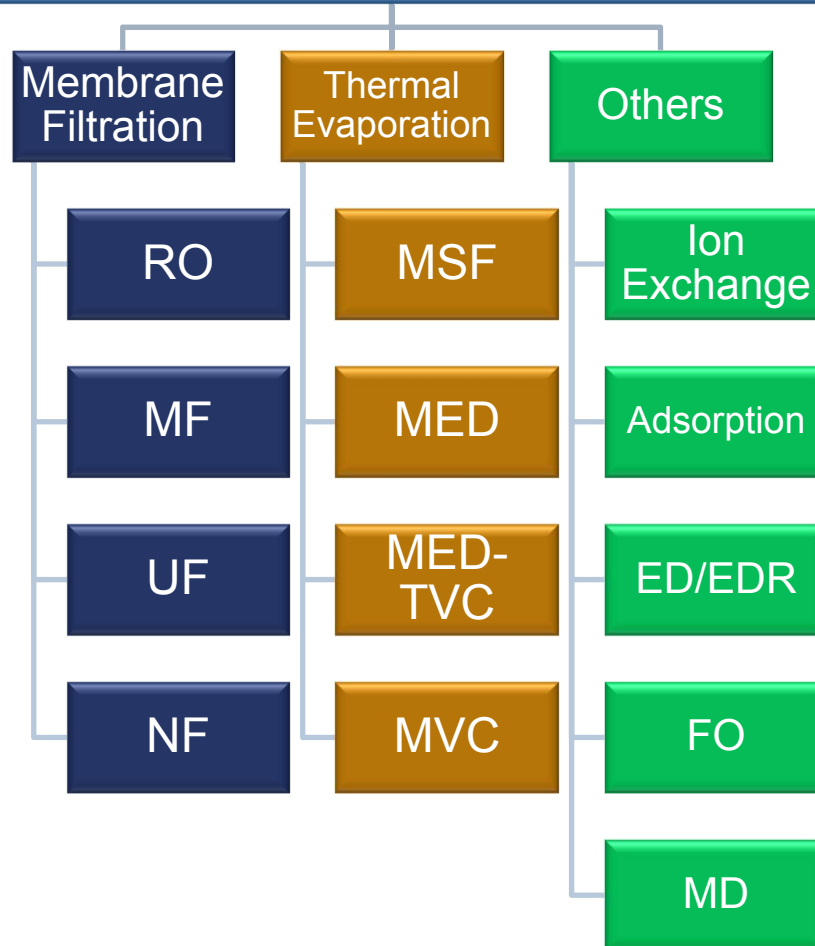 Membrane
Filtration
RO
MF
UF
NF
Thermal
Evaporation
MSF
MED
MED-
TVC
MVC
Others
Ion
Exchange
Adsorption
ED/EDR
FO
MD